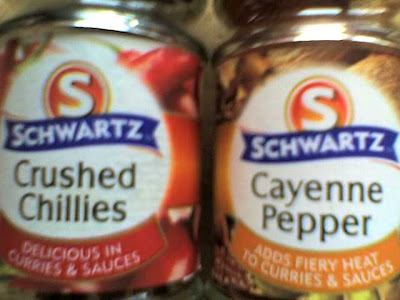 S
SCHWARTZ
Crushed
Chillies
DELICIOUS IN
CURRIES & SAUCES
S
SCHWARTZ
Cayenne
Pepper
ADDS FIERY HEAT
TO CURRIES & SAUCES